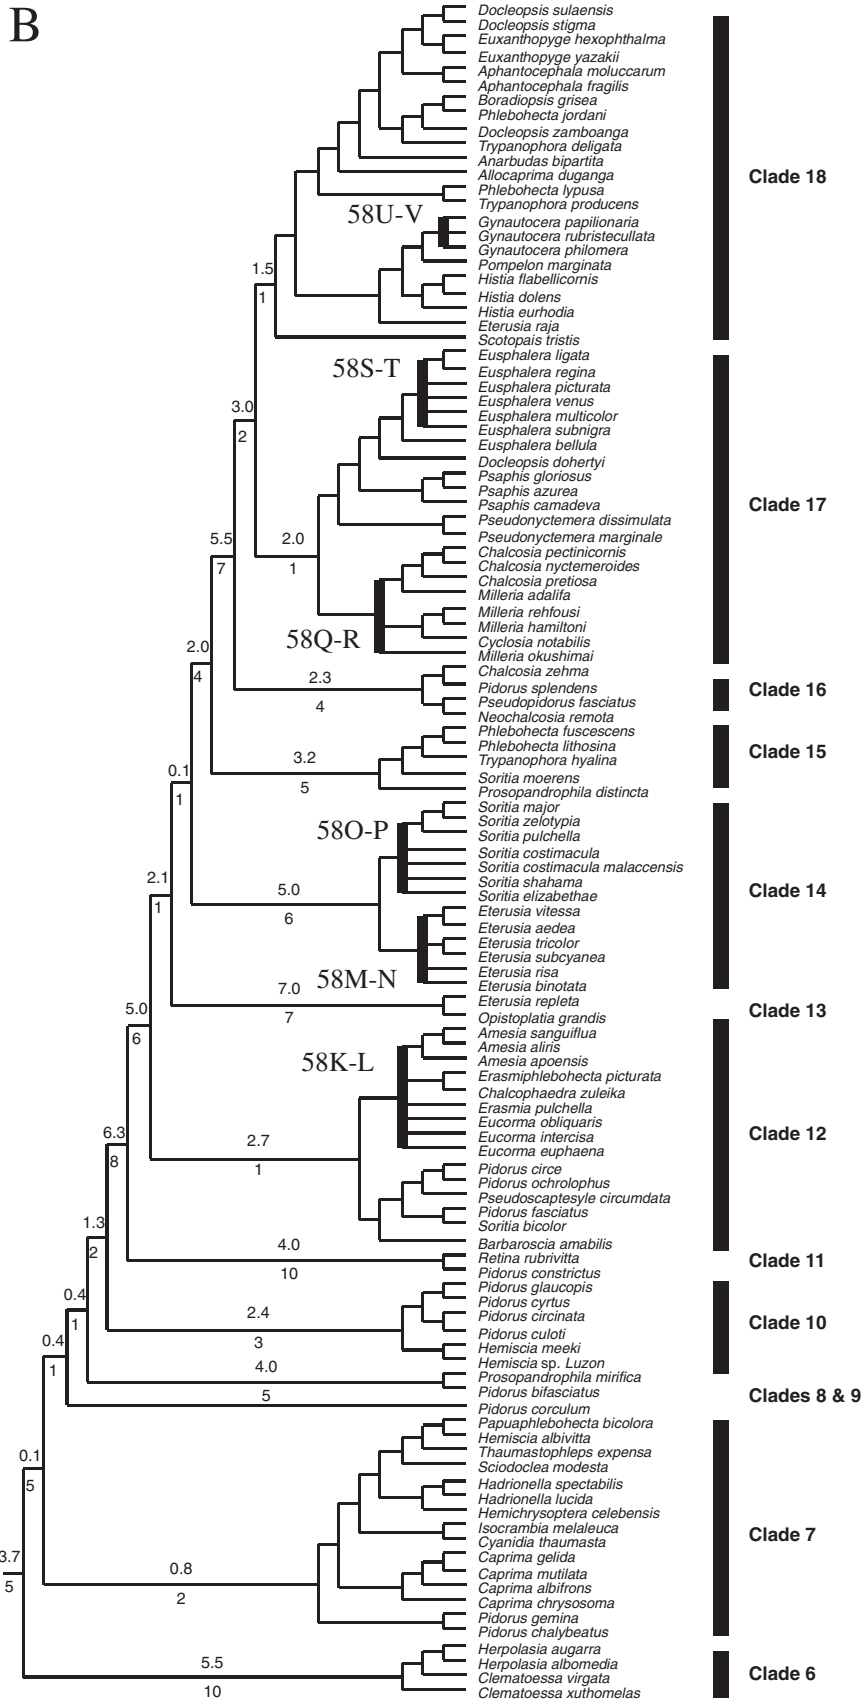 B
Docleopsis sulaensis
Docleopsis stigma
Euxanthopyge hexophthalma
Euxanthopyge yazakii
Aphantocephala moluccarum
Aphantocephala fragilis
Boradiopsis grisea
Phlebohecta jordani
Docleopsis zamboanga
Trypanophora deligata
Anarbudas bipartita
Allocaprima duganga
Phlebohecta lypusa
Trypanophora producens
Clade 18
58U-V
Gynautocera papilionaria
Gynautocera rubristecullata
Gynautocera philomera
Pompelon marginata
Histia flabellicornis
Histia dolens
Histia eurhodia
Eterusia raja
Scotopais tristis
1.5
1
58S-T
Eusphalera ligata
Eusphalera regina
Eusphalera picturata
Eusphalera venus
Eusphalera multicolor
Eusphalera subnigra
Eusphalera bellula
Docleopsis dohertyi
Psaphis gloriosus
Psaphis azurea
Psaphis camadeva
Pseudonyctemera dissimulata
Pseudonyctemera marginale
Clade 17
3.0
2
5.5
7
2.0
1
Chalcosia pectinicornis
Chalcosia nyctemeroides
Chalcosia pretiosa
Milleria adalifa
Milleria rehfousi
Milleria hamiltoni
Cyclosia notabilis
Milleria okushimai
58Q-R
2.0
4
2.3
4
Chalcosia zehma
Pidorus splendens
Pseudopidorus fasciatus
Neochalcosia remota
Clade 16
3.2
5
Phlebohecta fuscescens
Phlebohecta lithosina
Trypanophora hyalina
Soritia moerens
Prosopandrophila distincta
Clade 15
0.1
1
58O-P
Soritia major
Soritia zelotypia
Soritia pulchella
Soritia costimacula
Soritia costimacula malaccensis
Soritia shahama
Soritia elizabethae
Clade 14
2.1
1
5.0
6
Eterusia vitessa
Eterusia aedea
Eterusia tricolor
Eterusia subcyanea
Eterusia risa
Eterusia binotata
58M-N
7.0
7
Eterusia repleta
Opistoplatia grandis
Clade 13
5.0
6
58K-L
Amesia sanguiflua
Amesia aliris
Amesia apoensis
Erasmiphlebohecta picturata
Chalcophaedra zuleika
Erasmia pulchella
Eucorma obliquaris
Eucorma intercisa
Eucorma euphaena
Clade 12
6.3
8
2.7
1
Pidorus circe
Pidorus ochrolophus
Pseudoscaptesyle circumdata
Pidorus fasciatus
Soritia bicolor
Barbaroscia amabilis
1.3
2
4.0
10
Retina rubrivitta
Pidorus constrictus
Clade 11
0.4
1
2.4
3
Pidorus glaucopis
Pidorus cyrtus
Pidorus circinata
Pidorus culoti
Hemiscia meeki
Hemiscia sp. Luzon
Clade 10
0.4
1
4.0
5
Prosopandrophila mirifica
Pidorus bifasciatus
Pidorus corculum
Clades 8 & 9
0.1
5
Papuaphlebohecta bicolora
Hemiscia albivitta
Thaumastophleps expensa
Sciodoclea modesta
Hadrionella spectabilis
Hadrionella lucida
Hemichrysoptera celebensis
Isocrambia melaleuca
Cyanidia thaumasta
Caprima gelida
Caprima mutilata
Caprima albifrons
Caprima chrysosoma
Pidorus gemina
Pidorus chalybeatus
Clade 7
3.7
5
0.8
2
5.5
10
Herpolasia augarra
Herpolasia albomedia
Clematoessa virgata
Clematoessa xuthomelas
Clade 6